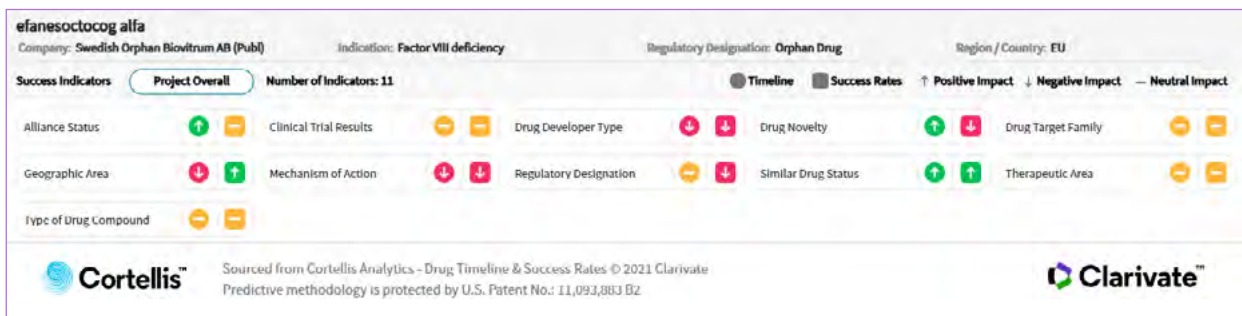 efanesoctocog alfa
Company: Swedish Orphan Biovitrum AB (Publ) Indication: Factor VIII deficiency Regulatory Designation: Orphan Drug Region / Country: EU
Success Indicators Project Overall Number of Indicators: 11 Timeline Success Rates ↑ Positive Impact ↓ Negative Impact — Neutral Impact
Alliance Status Clinical Trial Results Drug Developer Type Drug Novelty Drug Target Family
Geographic Area Mechanism of Action Regulatory Designation Similar Drug Status Therapeutic Area
Type of Drug Compound
Cortellis™ Sourced from Cortellis Analytics - Drug Timeline & Success Rates © 2021 Clarivate
Predictive methodology is protected by U.S. Patent No.: 11,093,883 B2
Clarivate™